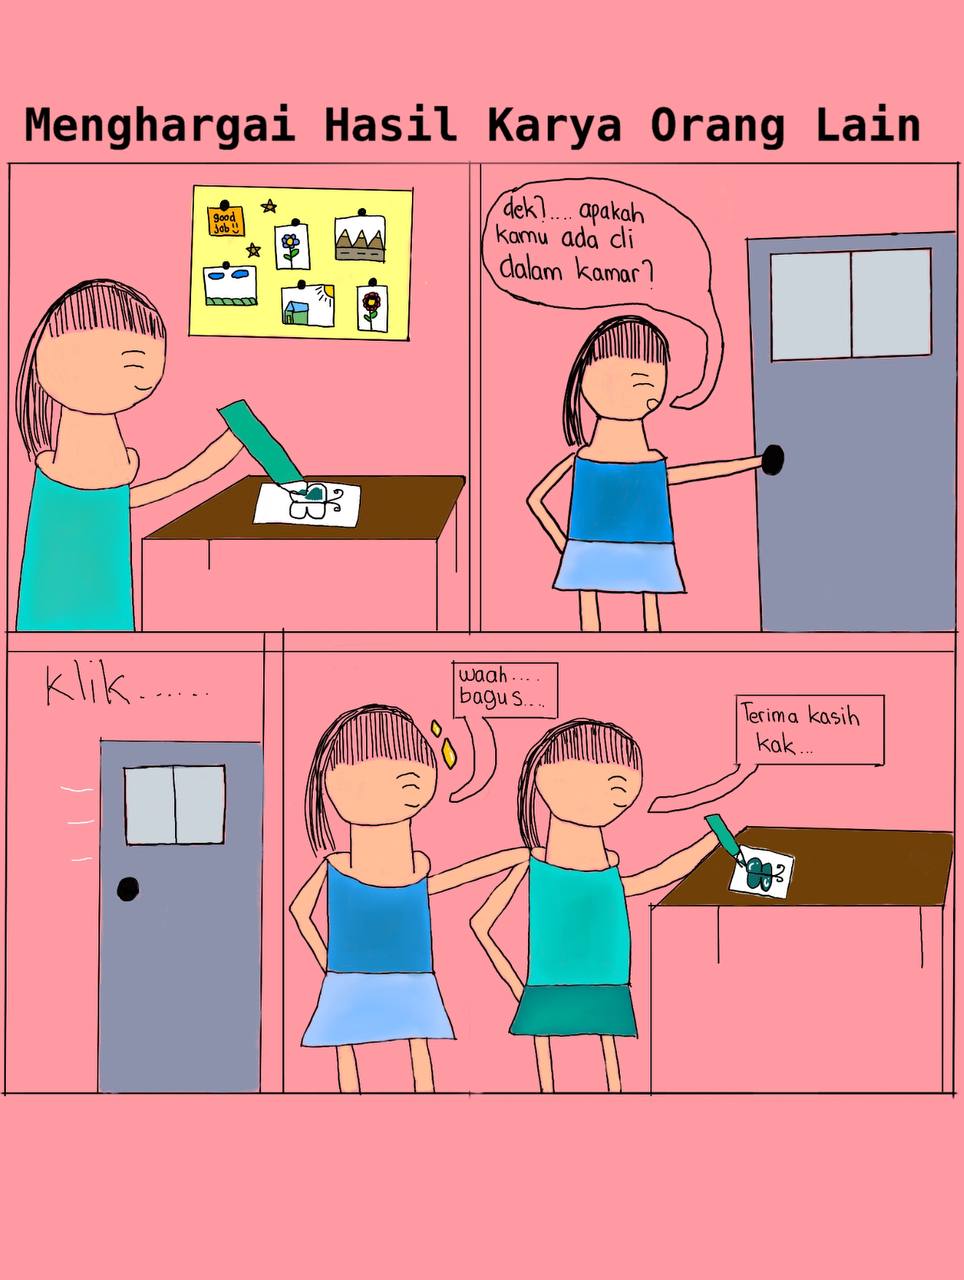 Menghargai Hasil Karya Orang Lain
good
job
dek?.... apakah
kamu ada di
dalam kamar?
Klik......
waah....
bagus....
Terima kasih
kak...